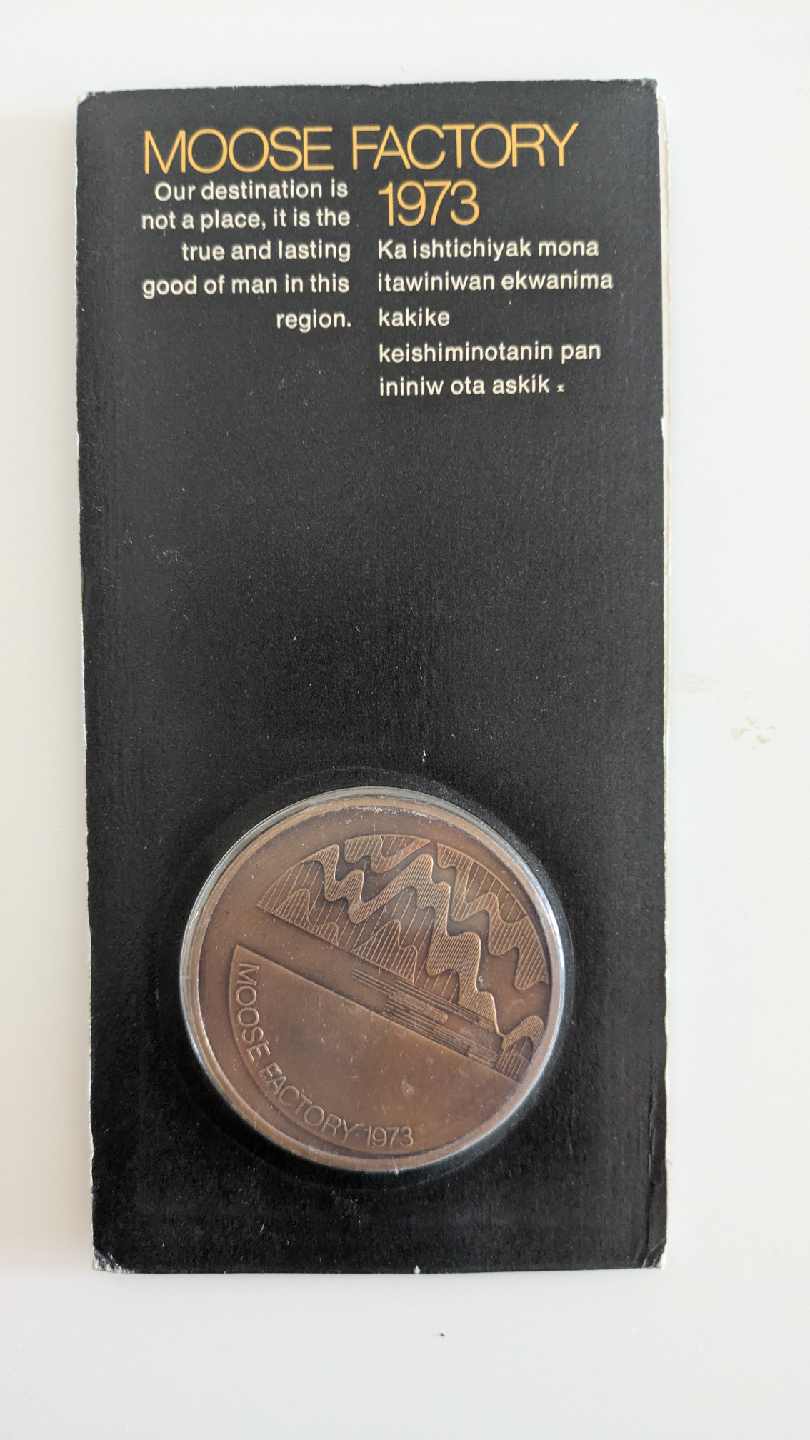 MOOSE FACTORY
1973
Our destination is
not a place, it is the
true and lasting
good of man in this
region.
Ka ishtichiyak mona
itawiniwan ekwanima
kakike
keishiminotanin pan
ininiw ota askik x
MOOSE FACTORY 1973